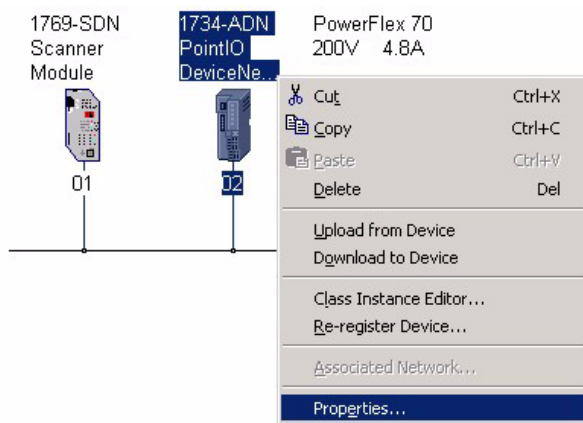 1769-SDN
Scanner
Module
01
1734-ADN
PointIO
DeviceNe...
02
PowerFlex 70
200V 4.8A
Cut Ctrl+X
Copy Ctrl+C
Paste Ctrl+V
Delete Del
Upload from Device
Download to Device
Class Instance Editor...
Re-register Device...
Associated Network...
Properties...